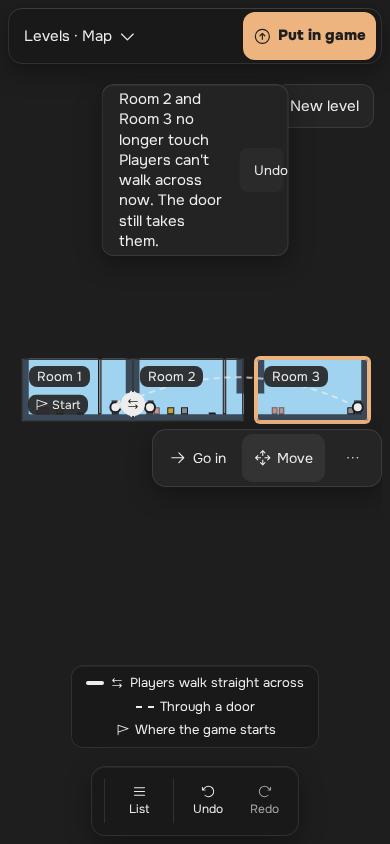 Levels · Map
Put in game
New level
Room 2 and
Room 3 no
longer touch
Players can't
walk across
now. The door
still takes
them.
Undo
Room 1
Room 2
Room 3
Start
Go in
Move
...
Players walk straight across
Through a door
Where the game starts
List
Undo
Redo